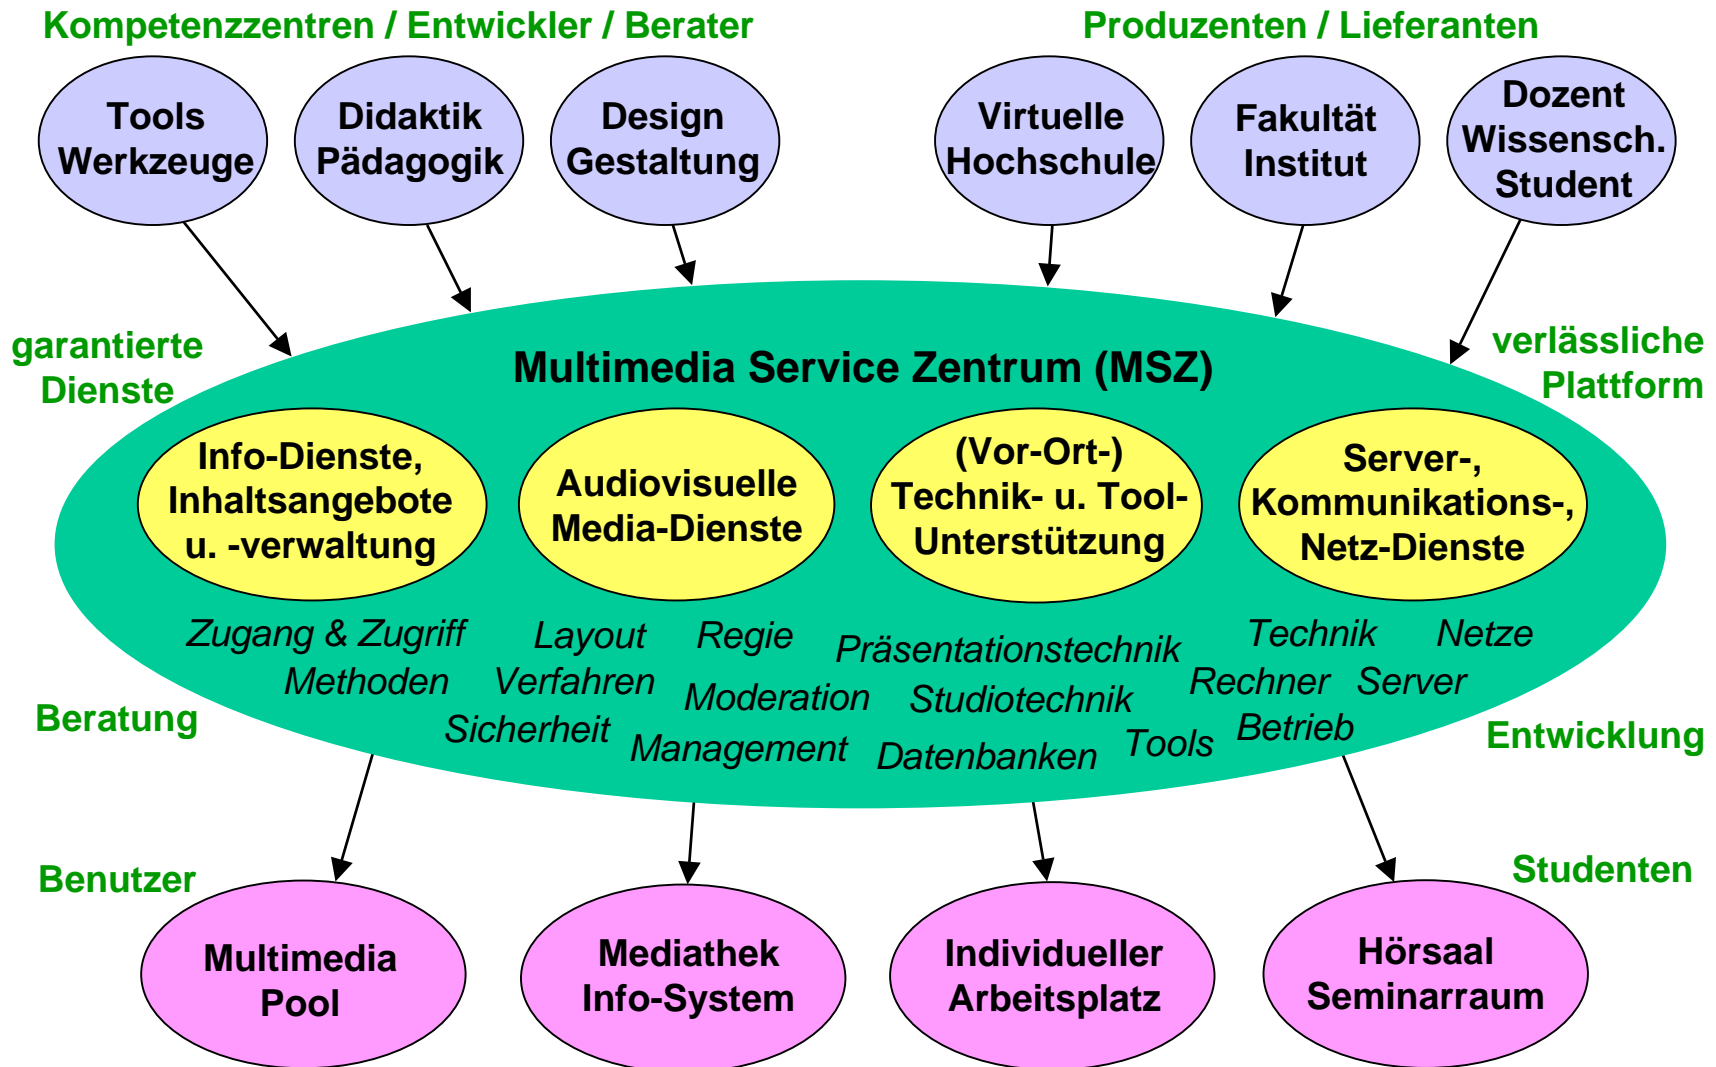 Kompetenzzentren / Entwickler / Berater
Produzenten / Lieferanten
Tools
Werkzeuge
Didaktik
Pädagogik
Design
Gestaltung
Virtuelle
Hochschule
Fakultät
Institut
Dozent
Wissensch.
Student
garantierte
Dienste
verlässliche
Plattform
Multimedia Service Zentrum (MSZ)
Info-Dienste,
Inhaltsangebote
u. -verwaltung
Audiovisuelle
Media-Dienste
(Vor-Ort-)
Technik- u. Tool-
Unterstützung
Server-,
Kommunikations-,
Netz-Dienste
Zugang & Zugriff
Methoden
Layout
Verfahren
Sicherheit
Regie
Moderation
Management
Präsentationstechnik
Studiotechnik
Datenbanken
Tools
Technik
Netze
Rechner
Server
Betrieb
Beratung
Entwicklung
Benutzer
Studenten
Multimedia
Pool
Mediathek
Info-System
Individueller
Arbeitsplatz
Hörsaal
Seminarraum